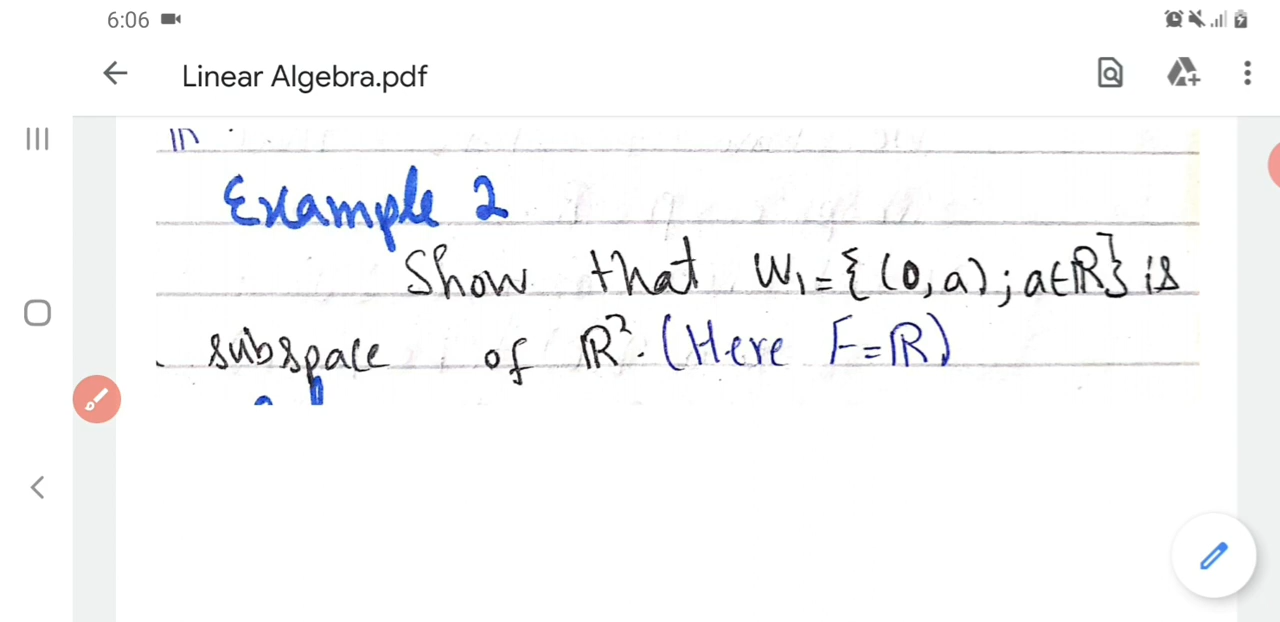 6:06
Linear Algebra.pdf
Example 2
Show that W₁={(0,a);a∈ℝ} is
subspace of ℝ². (Here F=ℝ)